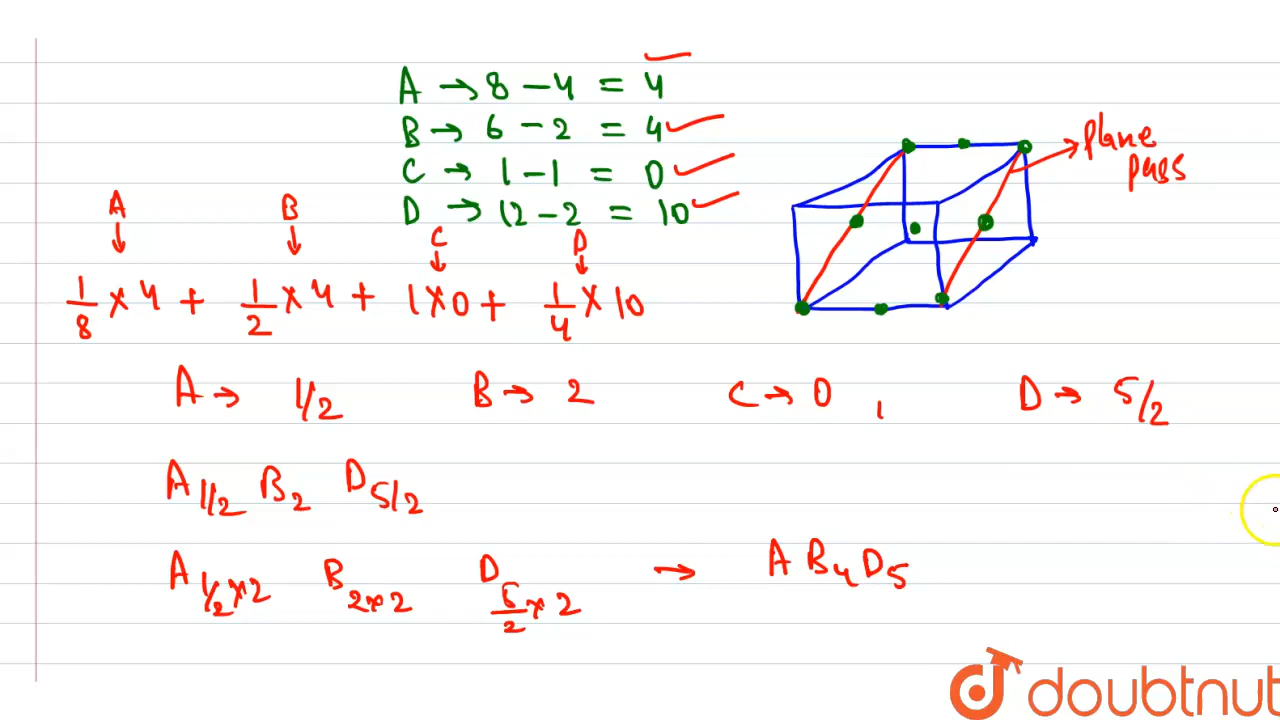 A → 8 - 4 = 4
B → 6 - 2 = 4
C → 1 - 1 = 0
D → 12 - 2 = 10
plane
pass
A B C D
1/8 × 4 + 1/2 × 4 + 1 × 0 + 1/4 × 10
A → 1/2 B → 2 C → 0 , D → 5/2
A1/2 B2 D5/2
A1/2×2 B2×2 D5/2×2 → A B4 D5
doubtnut